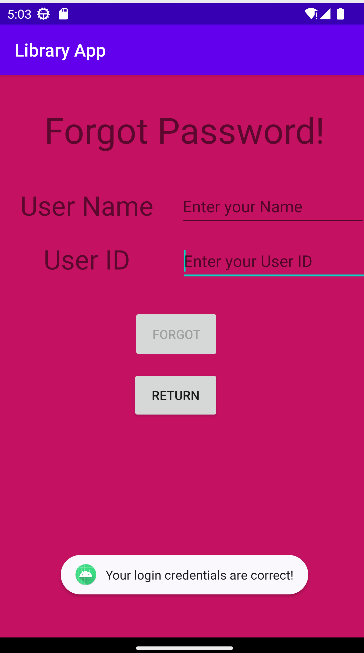 5:03
Library App
Forgot Password!
User Name
Enter your Name
User ID
Enter your User ID
FORGOT
RETURN
Your login credentials are correct!